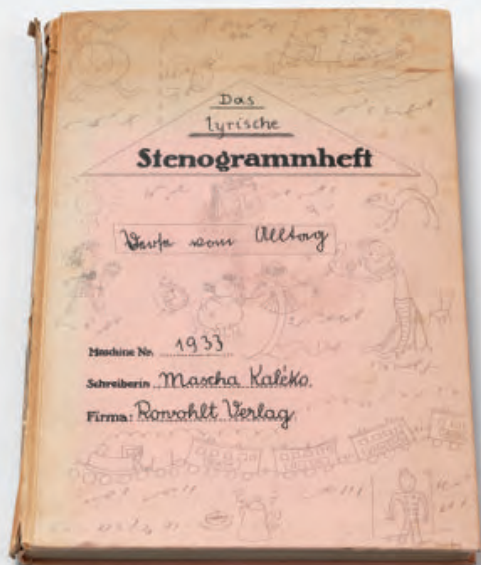 Das
lyrische
Stenogrammheft
Verse vom Alltag
Maschine Nr. 1933
Schreiberin Mascha Kaléko
Firma: Rowohlt Verlag